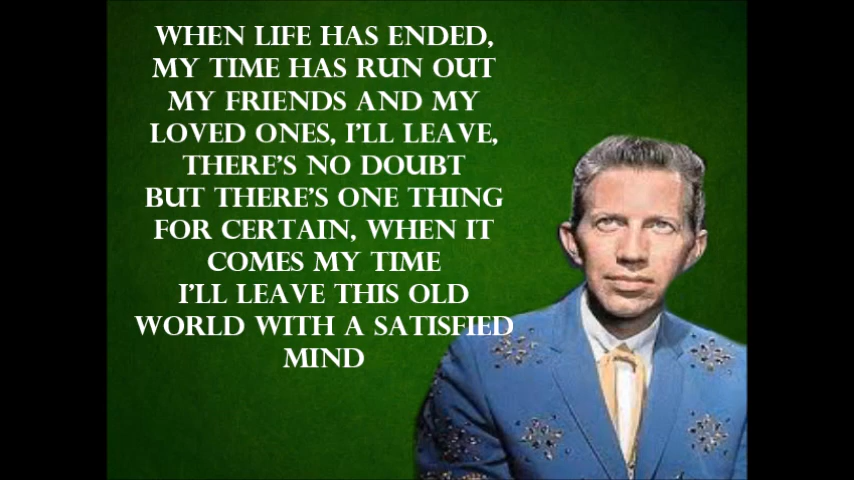 WHEN LIFE HAS ENDED,
MY TIME HAS RUN OUT
MY FRIENDS AND MY
LOVED ONES, I'LL LEAVE,
THERE'S NO DOUBT
BUT THERE'S ONE THING
FOR CERTAIN, WHEN IT
COMES MY TIME
I'LL LEAVE THIS OLD
WORLD WITH A SATISFIED
MIND